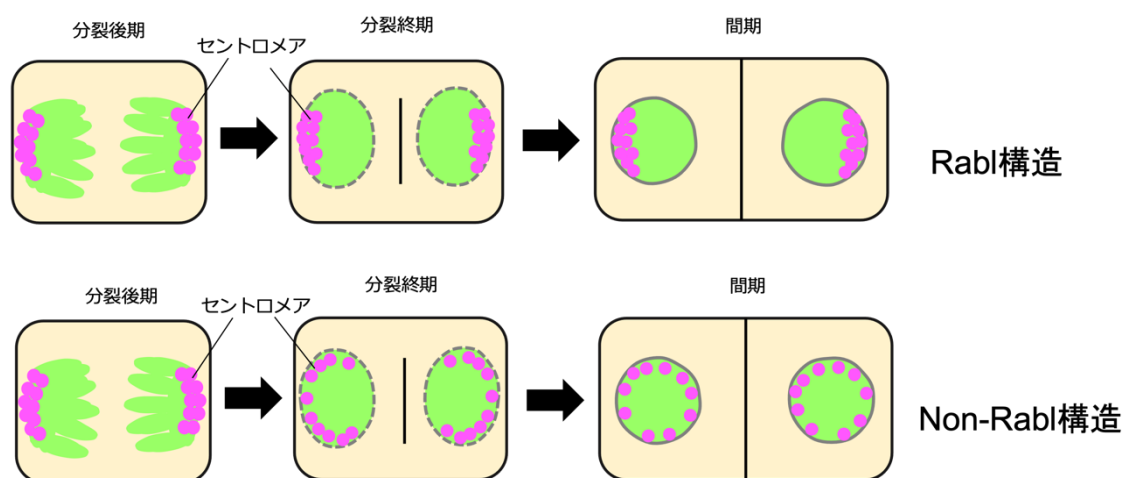 分裂後期
セントロメア
分裂終期
間期
Rabl構造
分裂後期
セントロメア
分裂終期
間期
Non-Rabl構造